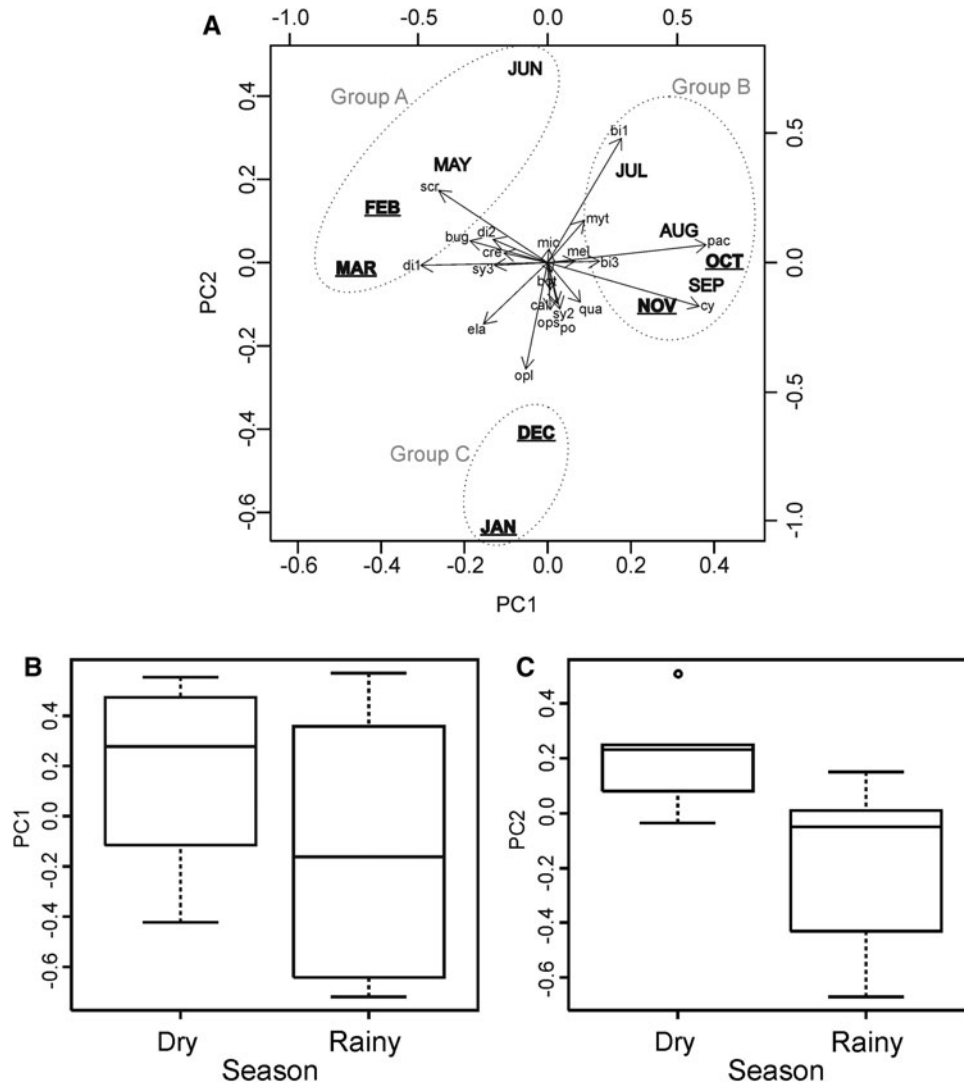 A
-1.0 -0.5 0.0 0.5
JUN
Group A
Group B
bi1
MAY
JUL
scr
FEB
myt
AUG
pac
bug
di2
mic
cre
mel
OCT
MAR
di1
sy3
bi3
SEP
NOV
cy
cal
qua
sy2
ops
po
ela
opl
DEC
Group C
JAN
PC2
0.4
0.2
0.0
-0.2
-0.4
-0.6
0.5
0.0
-0.5
-1.0
-0.6 -0.4 -0.2 0.0 0.2 0.4
PC1
B
PC1
0.4
0.2
0.0
-0.2
-0.4
-0.6
Dry Rainy
Season
C
PC2
0.4
0.2
0.0
-0.2
-0.4
-0.6
Dry Rainy
Season